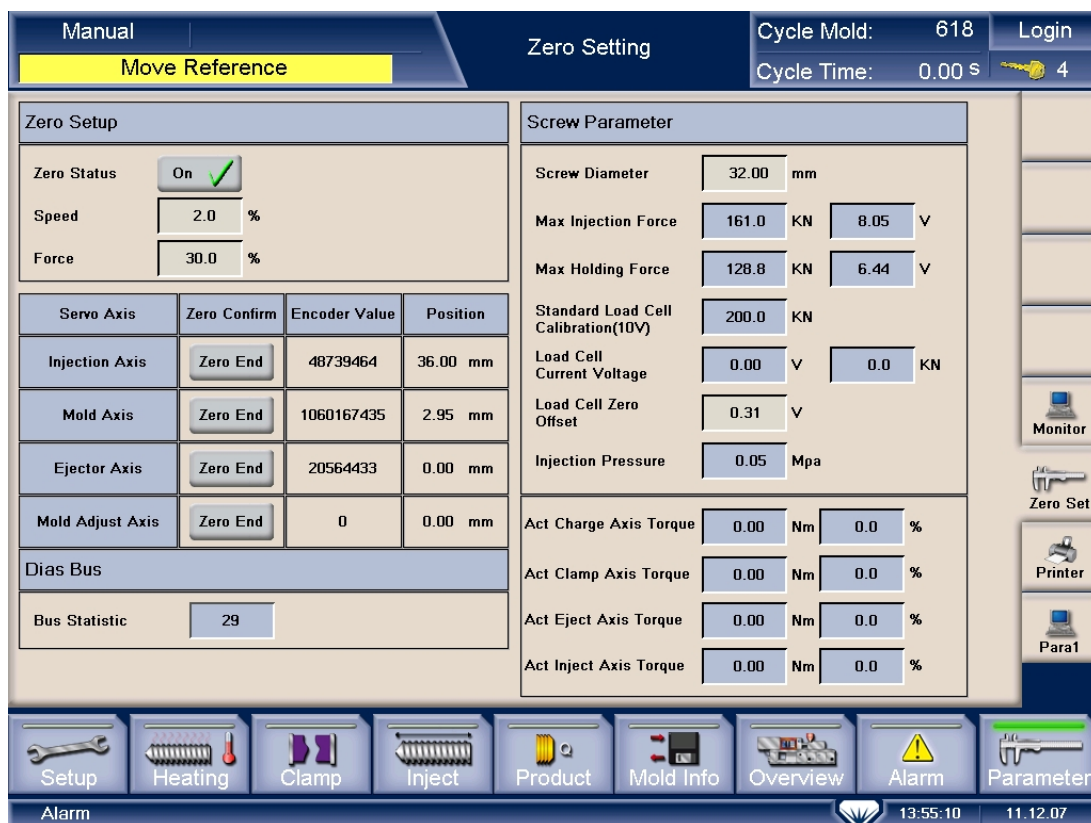 Manual
Move Reference
Zero Setting
Cycle Mold: 618
Cycle Time: 0.00 S
Login
4
Zero Setup
Zero Status On
Speed 2.0 %
Force 30.0 %
Servo Axis Zero Confirm Encoder Value Position
Injection Axis Zero End 48739464 36.00 mm
Mold Axis Zero End 1060167435 2.95 mm
Ejector Axis Zero End 20564433 0.00 mm
Mold Adjust Axis Zero End 0 0.00 mm
Dias Bus
Bus Statistic 29
Screw Parameter
Screw Diameter 32.00 mm
Max Injection Force 161.0 KN 8.05 V
Max Holding Force 128.8 KN 6.44 V
Standard Load Cell
Calibration(10V) 200.0 KN
Load Cell
Current Voltage 0.00 V 0.0 KN
Load Cell Zero
Offset 0.31 V
Injection Pressure 0.05 Mpa
Act Charge Axis Torque 0.00 Nm 0.0 %
Act Clamp Axis Torque 0.00 Nm 0.0 %
Act Eject Axis Torque 0.00 Nm 0.0 %
Act Inject Axis Torque 0.00 Nm 0.0 %
Monitor
Zero Set
Printer
Para1
Setup Heating Clamp Inject Product Mold Info Overview Alarm Parameter
Alarm 13:55:10 11.12.07